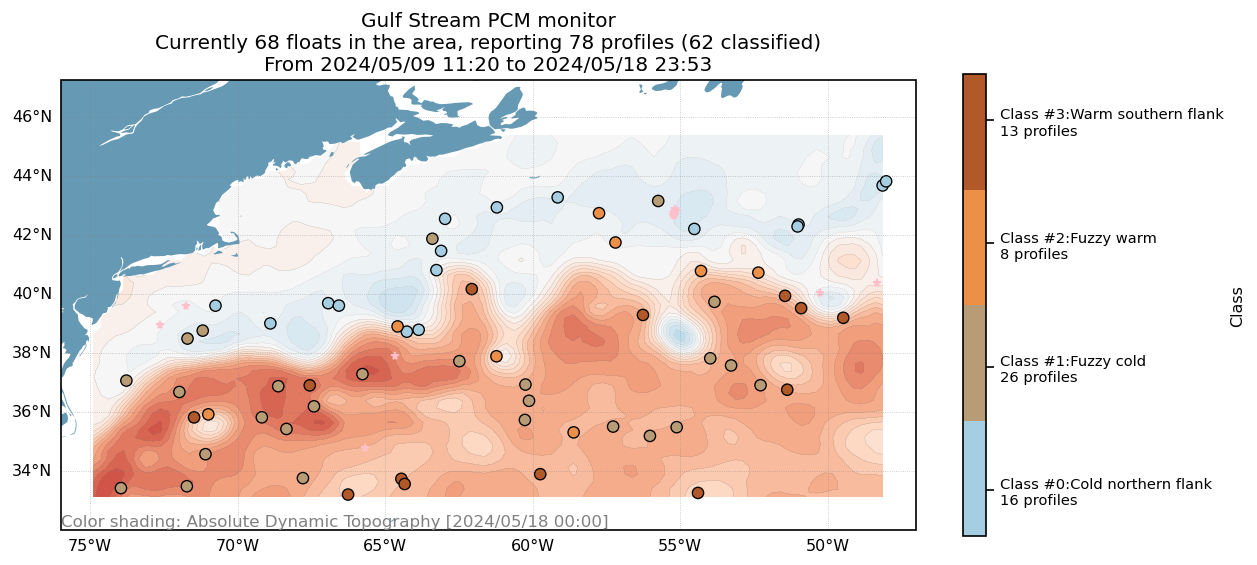 Gulf Stream PCM monitor
Currently 68 floats in the area, reporting 78 profiles (62 classified)
From 2024/05/09 11:20 to 2024/05/18 23:53
46°N
44°N
42°N
40°N
38°N
36°N
34°N
Color shading: Absolute Dynamic Topography [2024/05/18 00:00]
75°W
70°W
65°W
60°W
55°W
50°W
Class #3:Warm southern flank
13 profiles
Class #2:Fuzzy warm
8 profiles
Class #1:Fuzzy cold
26 profiles
Class #0:Cold northern flank
16 profiles
Class